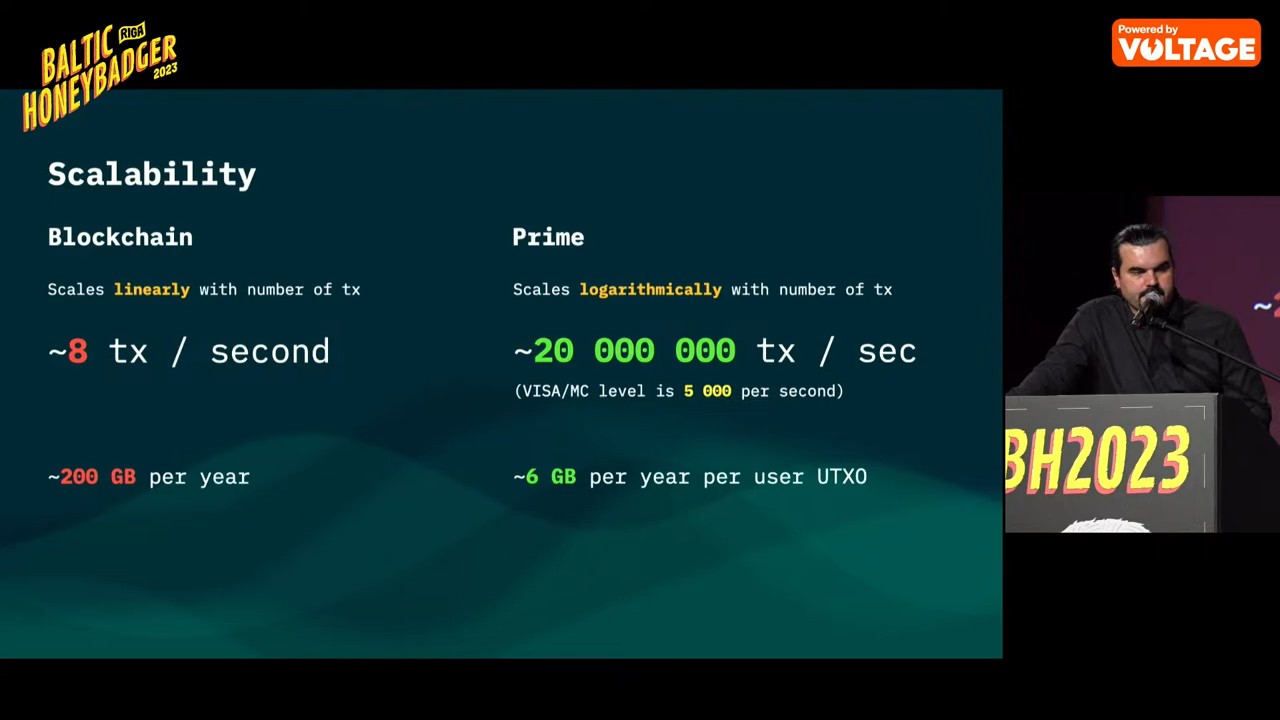 BALTIC
RIGA
HONEYBADGER
2023
Powered by
VOLTAGE
Scalability
Blockchain
Scales linearly with number of tx
~8 tx / second
~200 GB per year
Prime
Scales logarithmically with number of tx
~20 000 000 tx / sec
(VISA/MC level is 5 000 per second)
~6 GB per year per user UTXO
BH2023